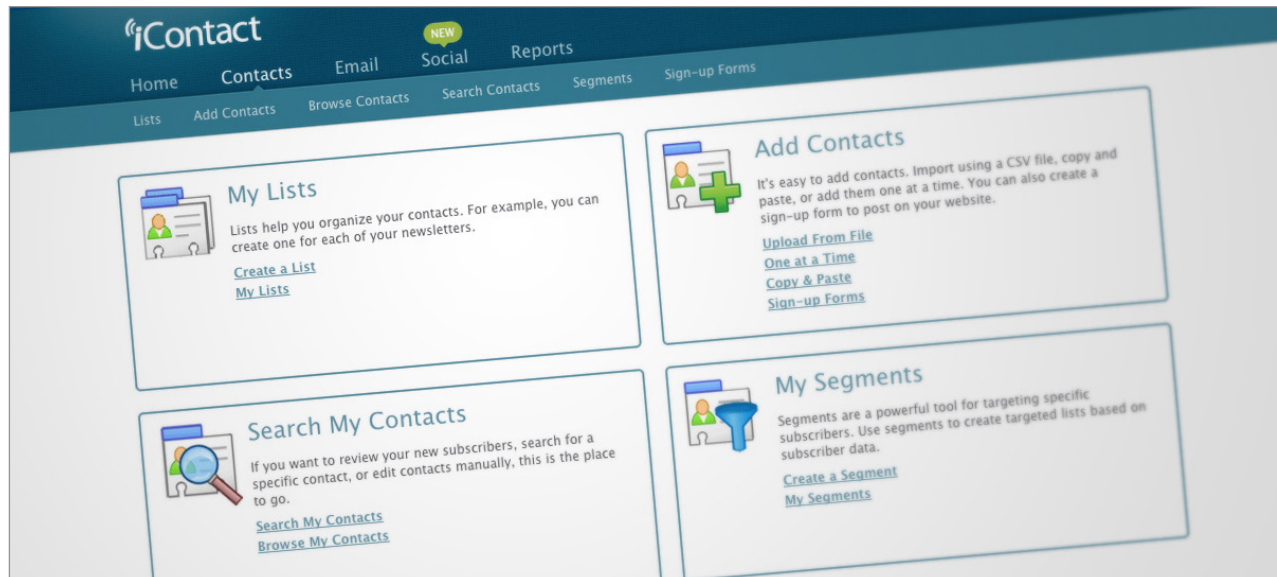 iContact
NEW
Home Contacts Email Social Reports
Lists Add Contacts Browse Contacts Search Contacts Segments Sign-up Forms
My Lists
Lists help you organize your contacts. For example, you can
create one for each of your newsletters.
Create a List
My Lists
Add Contacts
It's easy to add contacts. Import using a CSV file, copy and
paste, or add them one at a time. You can also create a
sign-up form to post on your website.
Upload From File
One at a Time
Copy & Paste
Sign-up Forms
Search My Contacts
If you want to review your new subscribers, search for a
specific contact, or edit contacts manually, this is the place
to go.
Search My Contacts
Browse My Contacts
My Segments
Segments are a powerful tool for targeting specific
subscribers. Use segments to create targeted lists based on
subscriber data.
Create a Segment
My Segments